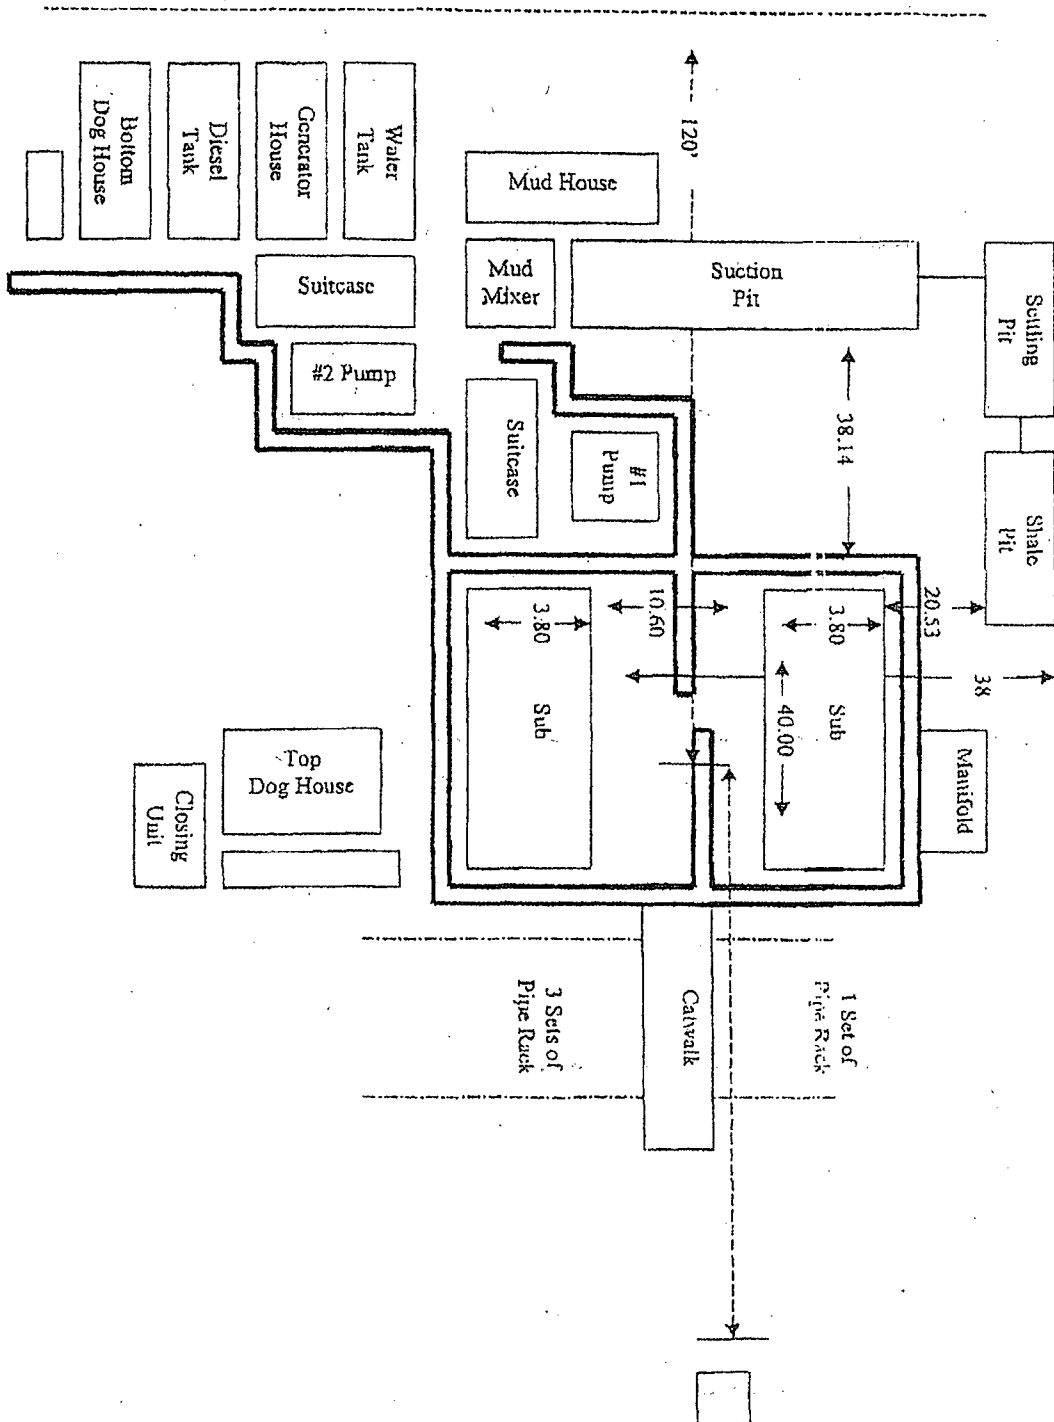 Bottom
Dog House
Diesel
Tank
Generator
House
Water
Tank
120'
Mud House
Suitcase
Mud
Mixer
Suction
Pit
Settling
Pit
#2 Pump
Suitcase
#1
Pump
38.14
Shale
Pit
3.80
10.60
3.80
20.53
38
Sub
40.00
Sub
Manifold
Top
Dog House
Closing
Unit
3 Sets of
Pipe Rack
Catwalk
1 Set of
Pipe Rack